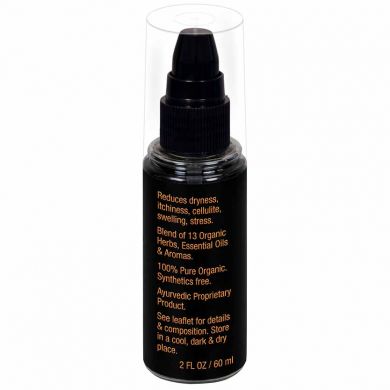 Reduces dryness,
itchiness, cellulite,
swelling, stress.
Blend of 13 Organic
Herbs, Essential Oils
& Aromas.
100% Pure Organic.
Synthetics free.
Ayurvedic Proprietary
Product.
See leaflet for details
& composition. Store
in a cool, dark & dry
place.
2 FL OZ/ 60 ml